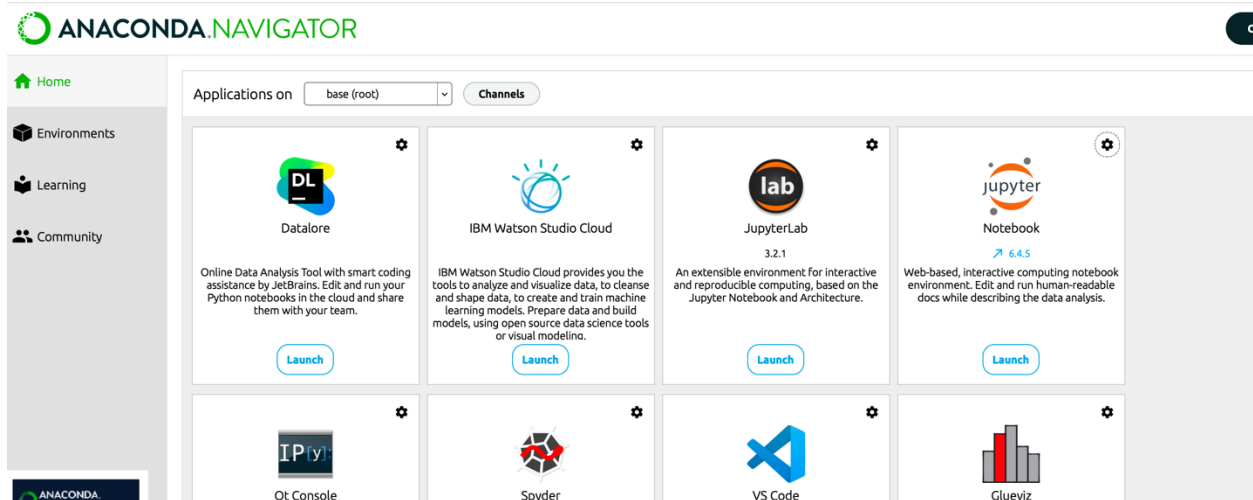 ANACONDA.NAVIGATOR
Home
Environments
Learning
Community
Applications on
base (root)
Channels
DL
Datalore
Online Data Analysis Tool with smart coding
assistance by JetBrains. Edit and run your
Python notebooks in the cloud and share
them with your team.
Launch
IBM Watson Studio Cloud
IBM Watson Studio Cloud provides you the
tools to analyze and visualize data, to cleanse
and shape data, to create and train machine
learning models. Prepare data and build
models, using open source data science tools
or visual modeling.
Launch
lab
JupyterLab
3.2.1
An extensible environment for interactive
and reproducible computing, based on the
Jupyter Notebook and Architecture.
Launch
jupyter
Notebook
6.4.5
Web-based, interactive computing notebook
environment. Edit and run human-readable
docs while describing the data analysis.
Launch
IP[y]:
Qt Console
Spyder
VS Code
Glueviz
ANACONDA.